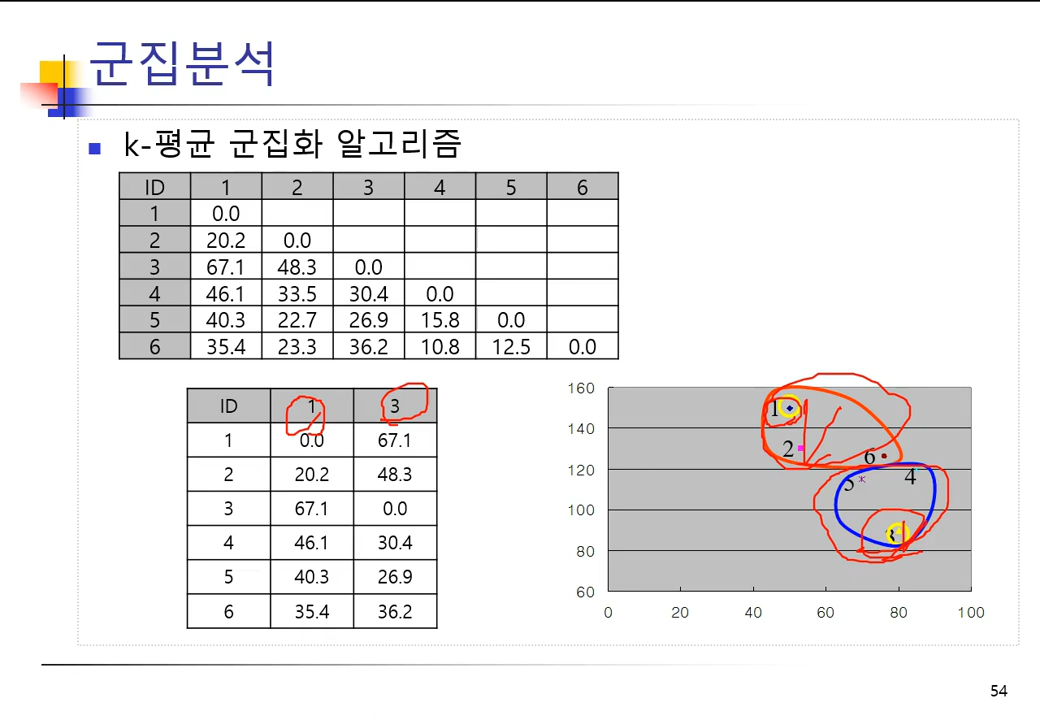 군집분석
k-평균 군집화 알고리즘
ID 1 2 3 4 5 6
1 0.0
2 20.2 0.0
3 67.1 48.3 0.0
4 46.1 33.5 30.4 0.0
5 40.3 22.7 26.9 15.8 0.0
6 35.4 23.3 36.2 10.8 12.5 0.0
ID 1 3
1 0.0 67.1
2 20.2 48.3
3 67.1 0.0
4 46.1 30.4
5 40.3 26.9
6 35.4 36.2
160
140
120
100
80
60
1
2
6
5
4
3
0 20 40 60 80 100
54